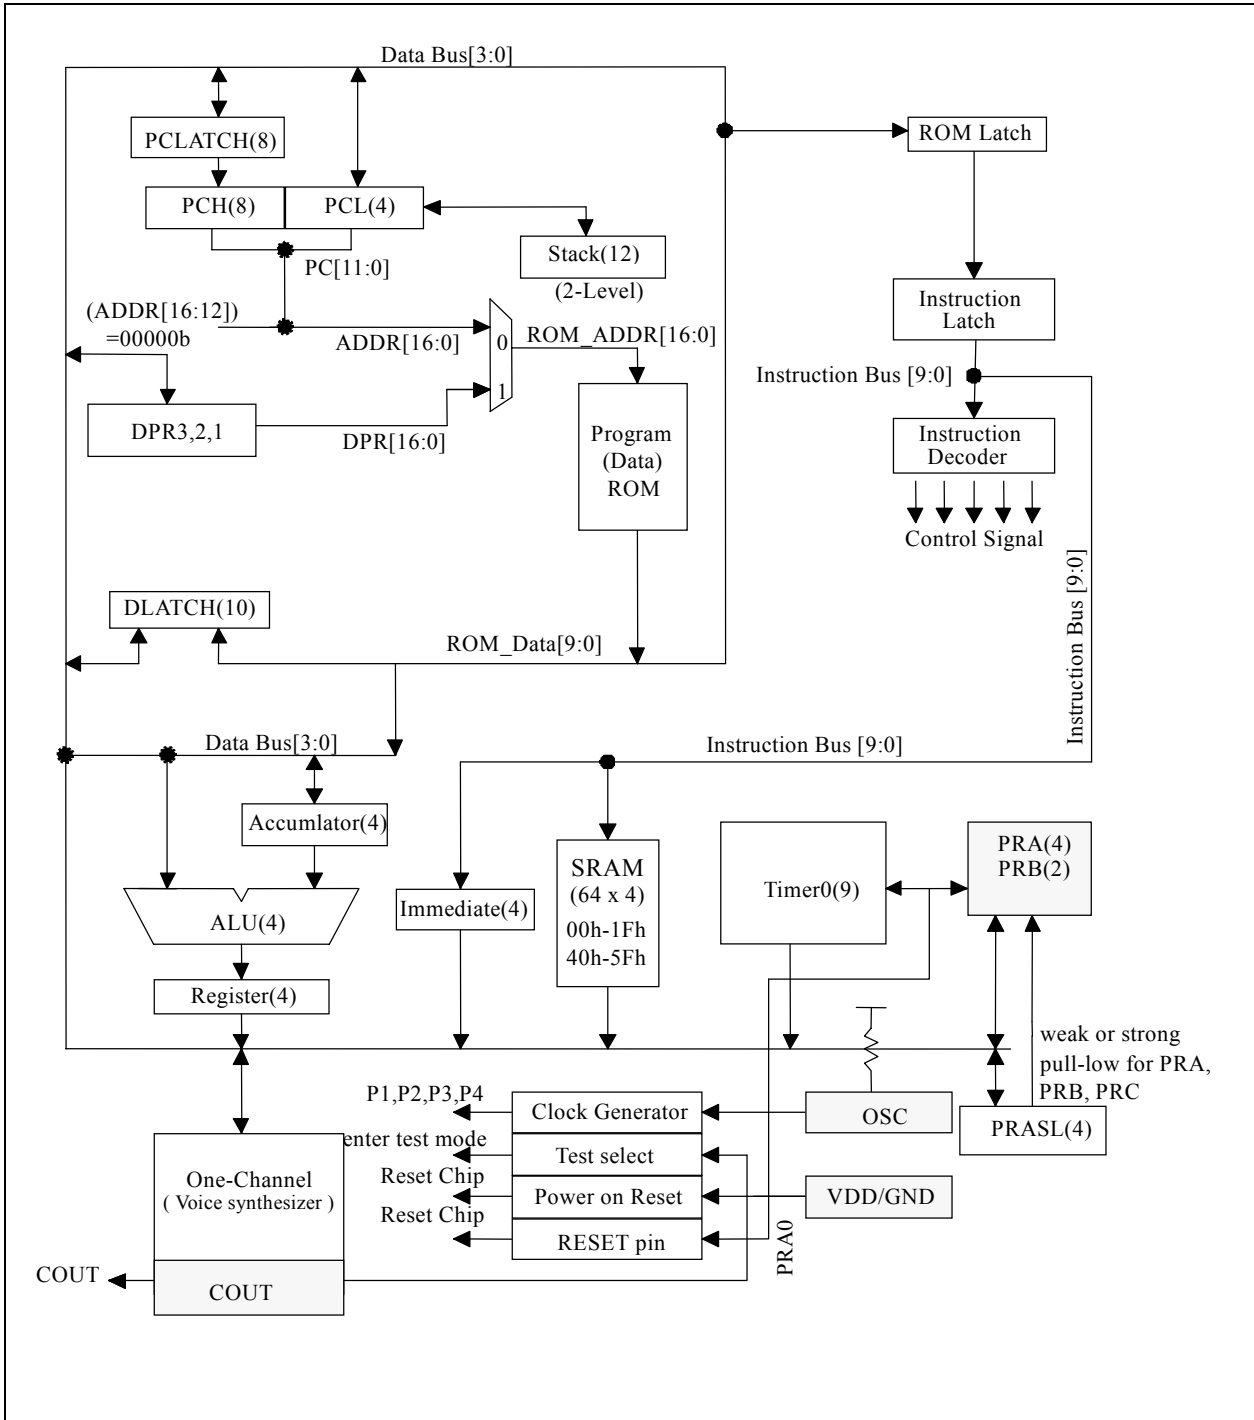 Data Bus[3:0]
PCLATCH(8)
ROM Latch
PCH(8)
PCL(4)
Stack(12)
(2-Level)
PC[11:0]
(ADDR[16:12])
=00000b
ADDR[16:0]
0
1
ROM_ADDR[16:0]
Instruction
Latch
Instruction Bus [9:0]
DPR3,2,1
DPR[16:0]
Program
(Data)
ROM
Instruction
Decoder
Control Signal
Instruction Bus [9:0]
DLATCH(10)
ROM_Data[9:0]
Data Bus[3:0]
Instruction Bus [9:0]
Accumlator(4)
ALU(4)
Immediate(4)
SRAM
(64 x 4)
00h-1Fh
40h-5Fh
Timer0(9)
PRA(4)
PRB(2)
Register(4)
weak or strong
pull-low for PRA,
PRB, PRC
P1,P2,P3,P4
Clock Generator
OSC
PRASL(4)
enter test mode
Test select
One-Channel
( Voice synthesizer )
Reset Chip
Power on Reset
VDD/GND
Reset Chip
RESET pin
PRA0
COUT
COUT